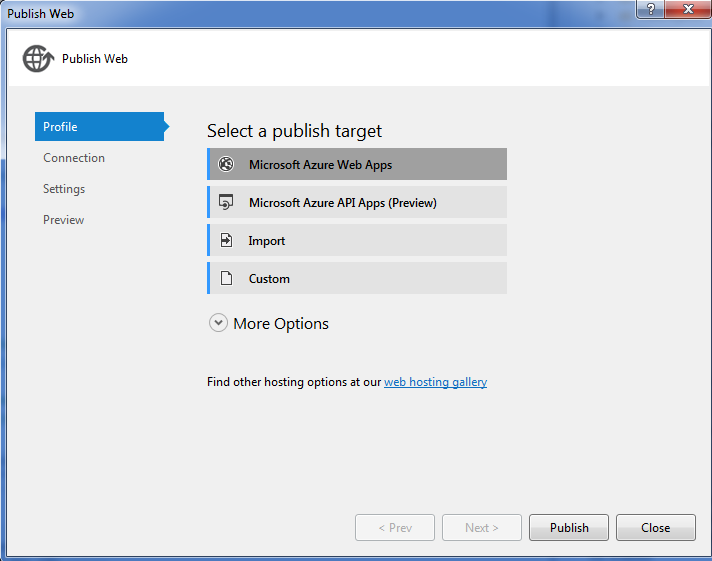 Publish Web
?
Publish Web
Profile
Connection
Settings
Preview
Select a publish target
Microsoft Azure Web Apps
Microsoft Azure API Apps (Preview)
Import
Custom
More Options
Find other hosting options at our web hosting gallery
< Prev
Next >
Publish
Close